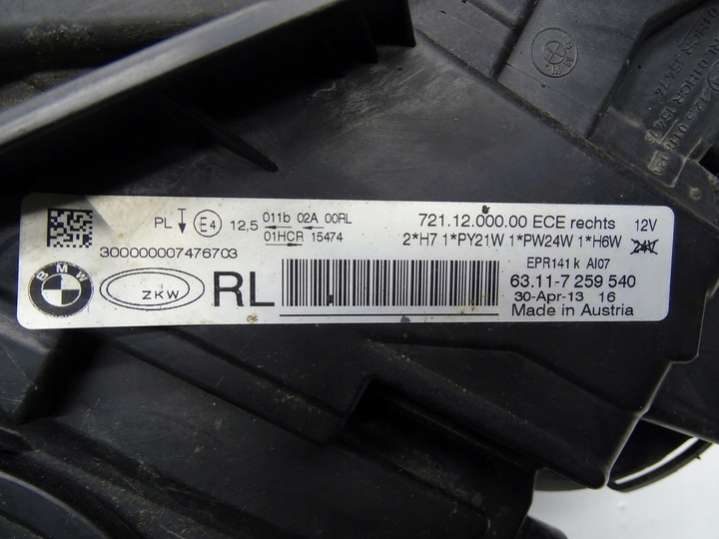 PL E4 12,5 011b 02A 00RL
01HCR 15474
721.12.000.00 ECE rechts 12V
2*H7 1*PY21W 1*PW24W 1*H6W 24V
300000007476703
BMW
ZKW
RL
EPR141 k AI07
63.11-7 259 540
30-Apr-13 16
Made in Austria